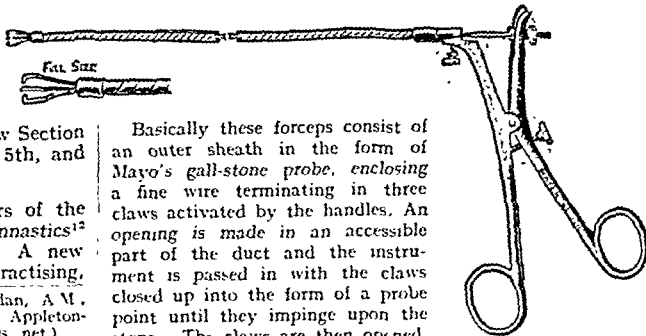 Full Size
w Section
5th, and
rs of the
nnastics¹²
A new
ractising,
dan, A.M.
Appleton-
s. net.)
Basically these forceps consist of
an outer sheath in the form of
Mayo's gall-stone probe, enclosing
a fine wire terminating in three
claws activated by the handles. An
opening is made in an accessible
part of the duct and the instru-
ment is passed in with the claws
closed up into the form of a probe
point until they impinge upon the
stone. The claws are then opened,